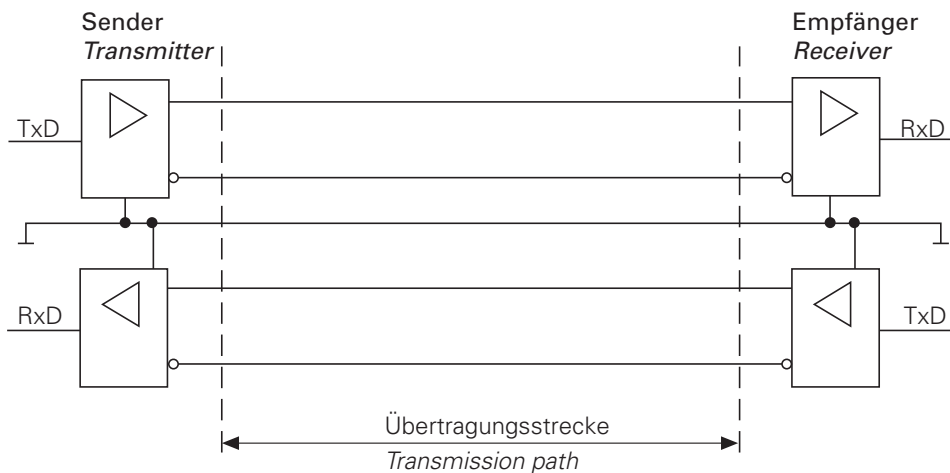 Sender
Transmitter
Empfänger
Receiver
TxD
RxD
RxD
TxD
Übertragungsstrecke
Transmission path